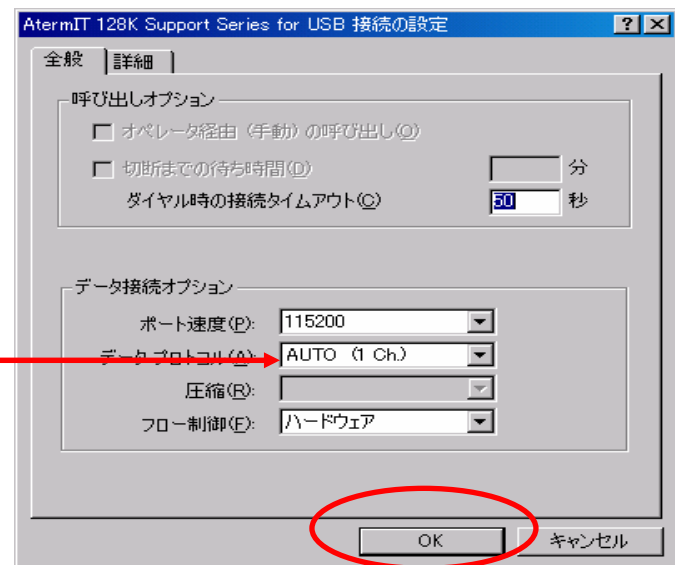 AtermIT 128K Support Series for USB 接続の設定
全般 詳細
呼び出しオプション
オペレータ経由 (手動) の呼び出し(O)
切断までの待ち時間(D) 分
ダイヤル時の接続タイムアウト(C) 50 秒
データ接続オプション
ポート速度(P): 115200
データ プロトコル(A): AUTO (1 Ch.)
圧縮(R):
フロー制御(F): ハードウェア
OK キャンセル